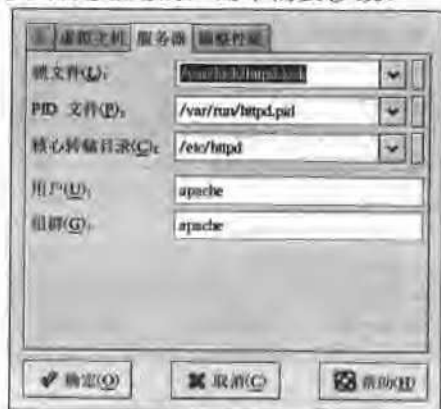 虚拟主机 服务器 调整性能
锁文件(L):
PID 文件(P): /var/run/httpd.pid
核心转储目录(C): /etc/httpd
用户(U): apache
组群(G): apache
确定(O) 取消(C) 帮助(H)